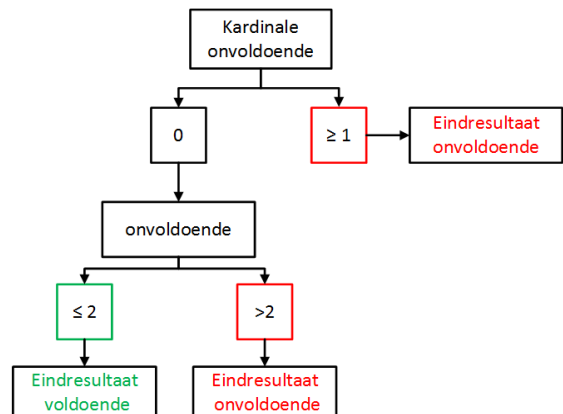 Kardinale
onvoldoende
0
≥ 1
Eindresultaat
onvoldoende
onvoldoende
≤ 2
>2
Eindresultaat
voldoende
Eindresultaat
onvoldoende